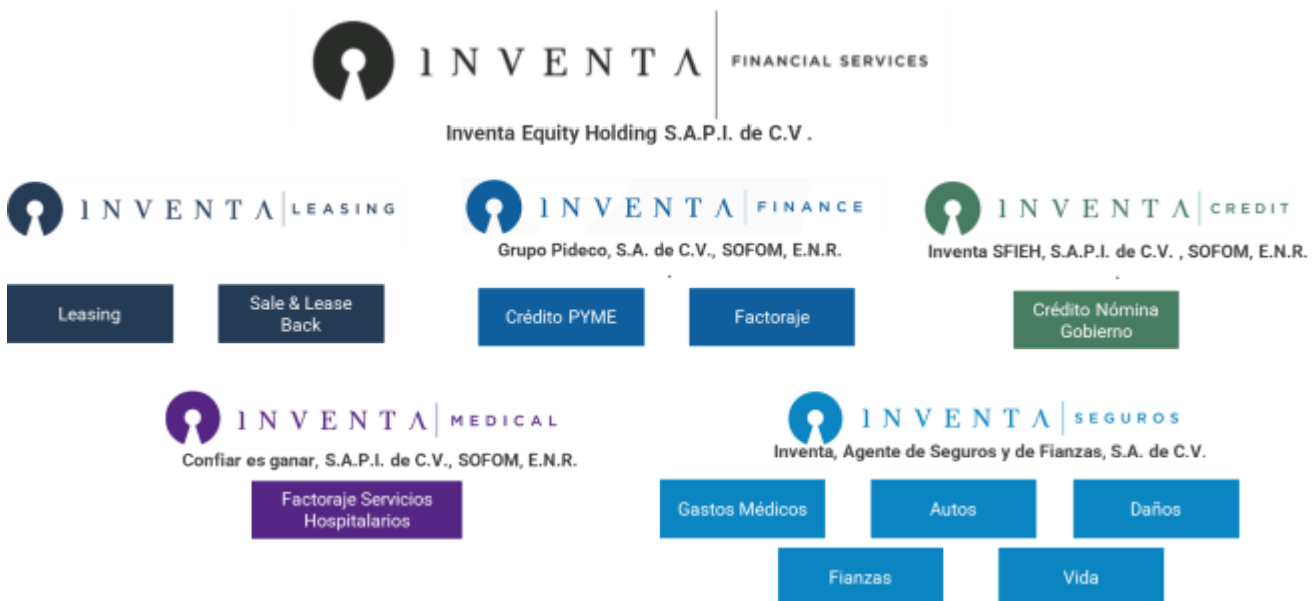 INVENTA FINANCIAL SERVICES
Inventa Equity Holding S.A.P.I. de C.V .
INVENTA LEASING
Leasing
Sale & Lease
Back
INVENTA FINANCE
Grupo Pideco, S.A. de C.V., SOFOM, E.N.R.
.
Crédito PYME
Factoraje
INVENTA CREDIT
Inventa SFIEH, S.A.P.I. de C.V. , SOFOM, E.N.R.
.
Crédito Nómina
Gobierno
INVENTA MEDICAL
Confiar es ganar, S.A.P.I. de C.V., SOFOM, E.N.R.
Factoraje Servicios
Hospitalarios
INVENTA SEGUROS
Inventa, Agente de Seguros y de Fianzas, S.A. de C.V.
Gastos Médicos
Autos
Daños
Fianzas
Vida